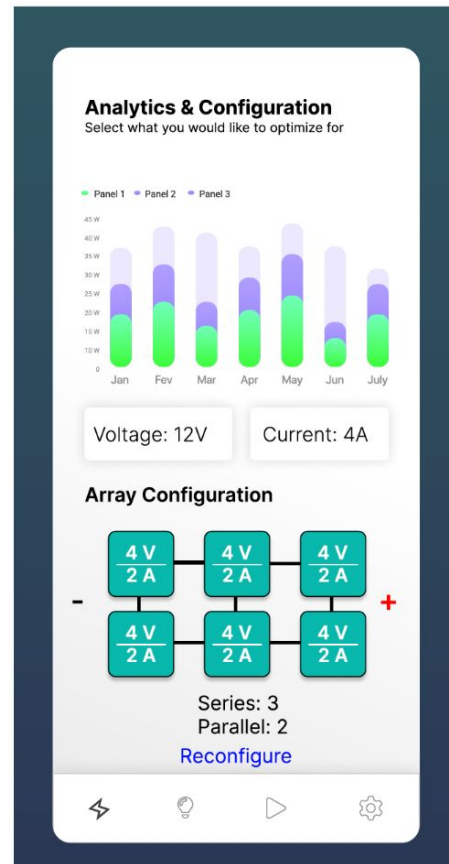 Analytics & Configuration
Select what you would like to optimize for
Panel 1 Panel 2 Panel 3
45 W
40 W
35 W
30 W
25 W
20 W
15 W
10 W
0
Jan Fev Mar Apr May Jun July
Voltage: 12V Current: 4A
Array Configuration
4 V 4 V 4 V
2 A 2 A 2 A
- +
4 V 4 V 4 V
2 A 2 A 2 A
Series: 3
Parallel: 2
Reconfigure